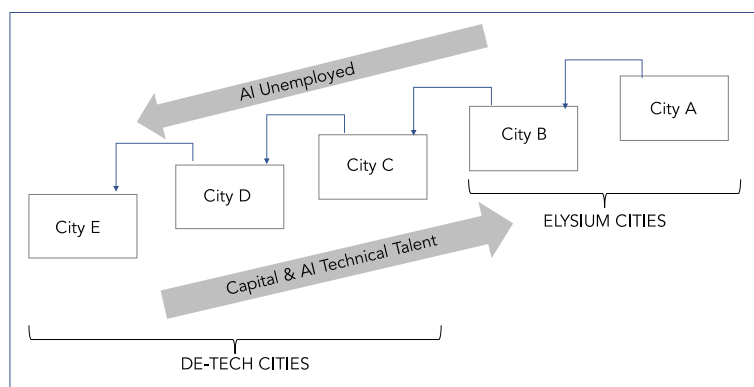 AI Unemployed
City A
City B
City C
City D
City E
ELYSIUM CITIES
Capital & AI Technical Talent
DE-TECH CITIES